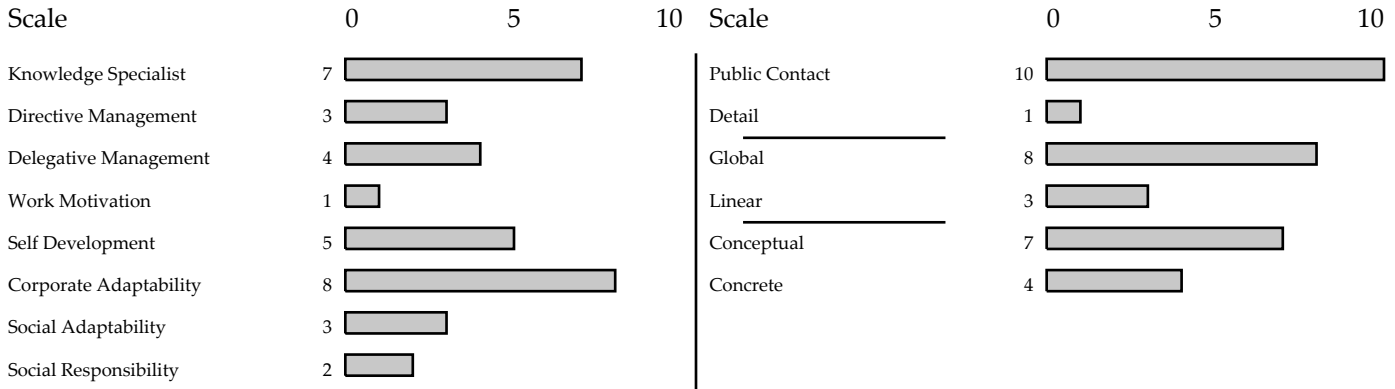 Scale 0 5 10
Knowledge Specialist 7
Directive Management 3
Delegative Management 4
Work Motivation 1
Self Development 5
Corporate Adaptability 8
Social Adaptability 3
Social Responsibility 2
Scale 0 5 10
Public Contact 10
Detail 1
Global 8
Linear 3
Conceptual 7
Concrete 4